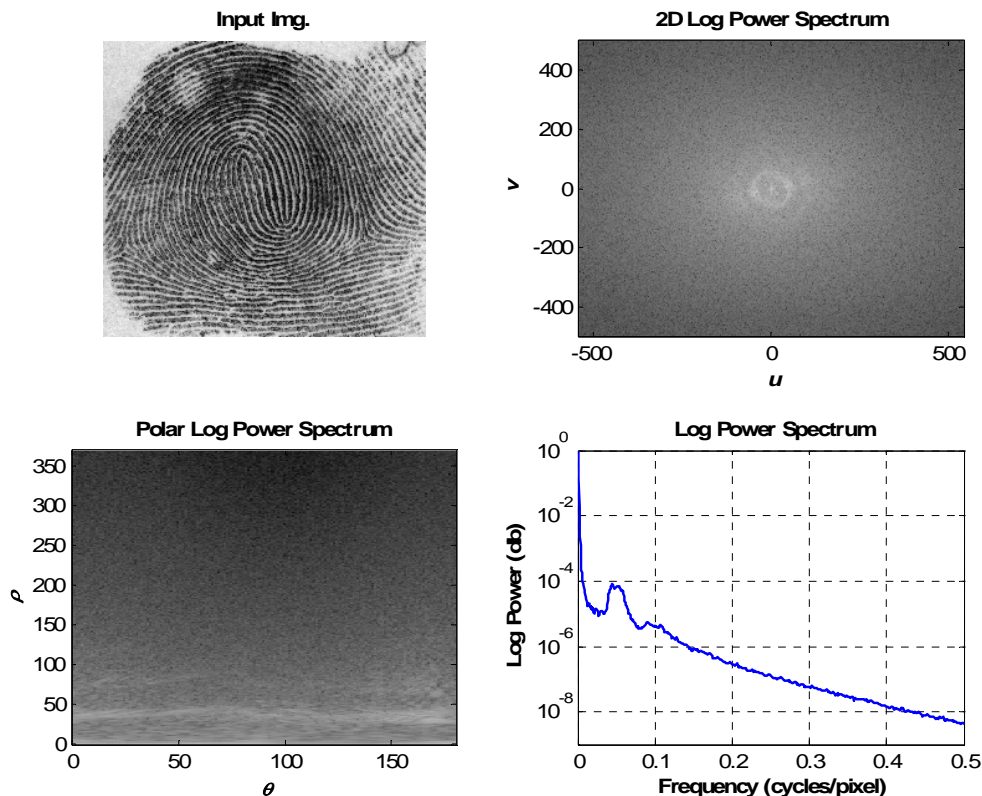 Input Img.
2D Log Power Spectrum
400
200
0
-200
-400
v
-500 0 500
u
Polar Log Power Spectrum
350
300
250
200
150
100
50
0
ρ
0 50 100 150
θ
Log Power Spectrum
10^0
10^-2
10^-4
10^-6
10^-8
Log Power (db)
0 0.1 0.2 0.3 0.4 0.5
Frequency (cycles/pixel)